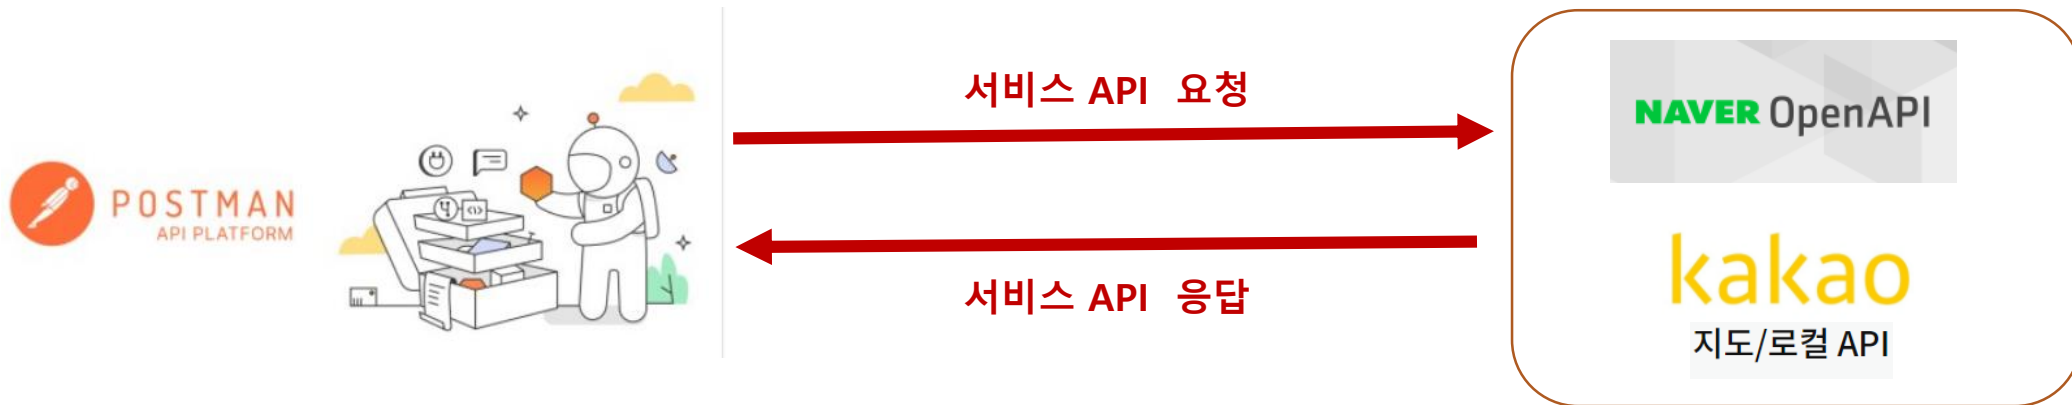 POSTMAN
API PLATFORM
서비스 API 요청
서비스 API 응답
NAVER OpenAPI
kakao
지도/로컬 API